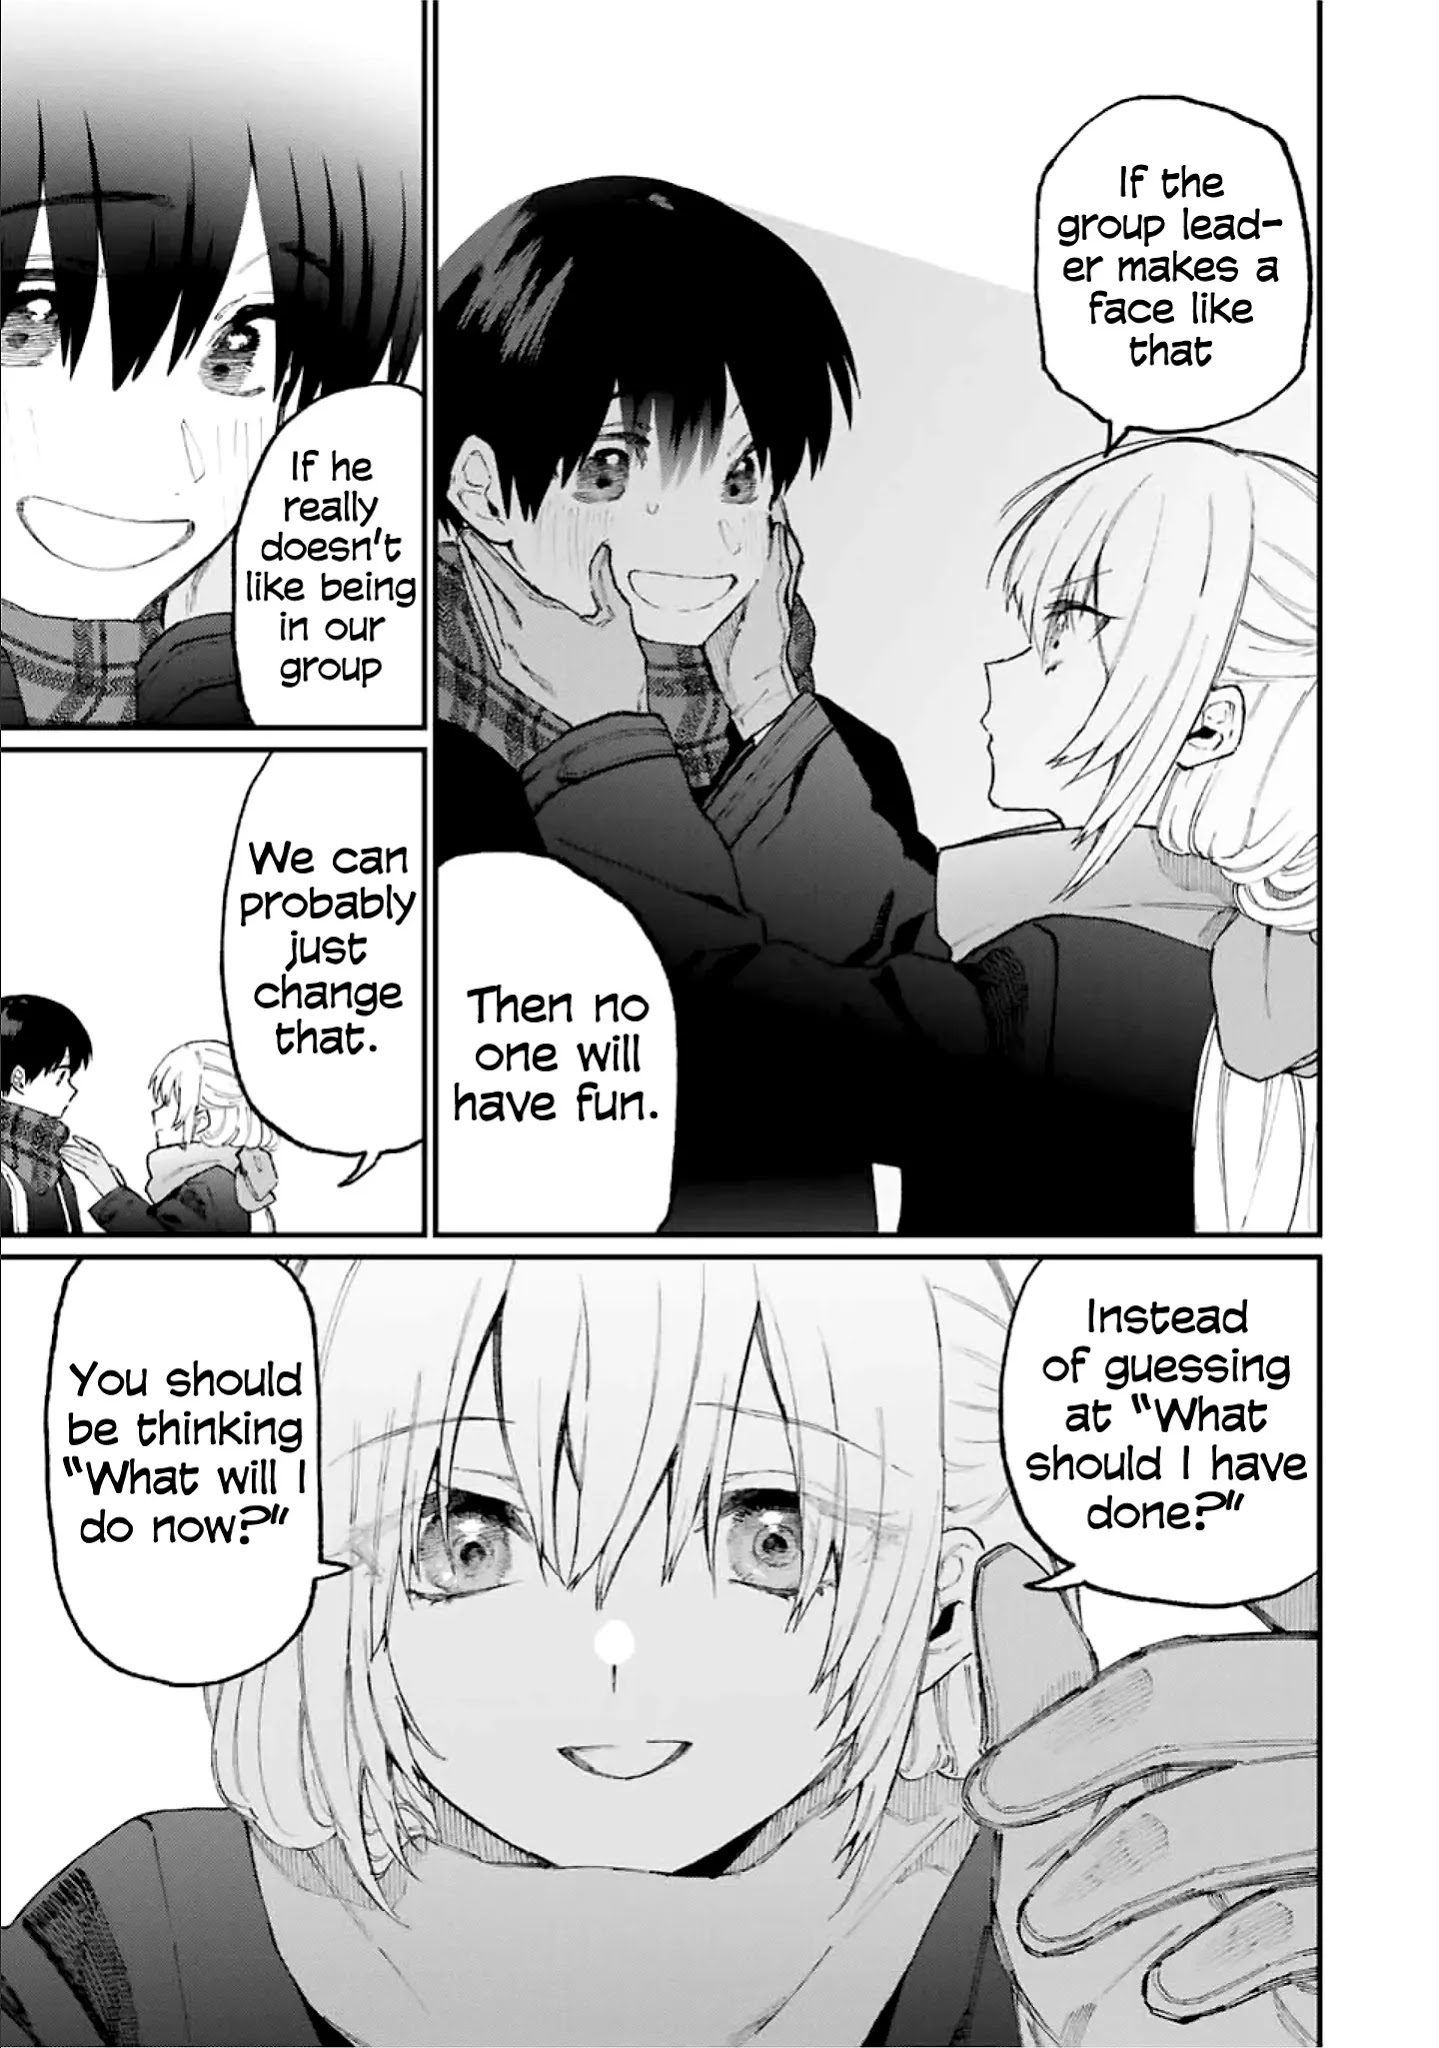 If the
group lead-
er makes a
face like
that
Then no
one will
have fun.
If he
really
doesn't
like being
in our
group
We can
probably
just
change
that.
Instead
of guessing
at "What
should I have
done?"
You should
be thinking
"What will I
do now?"